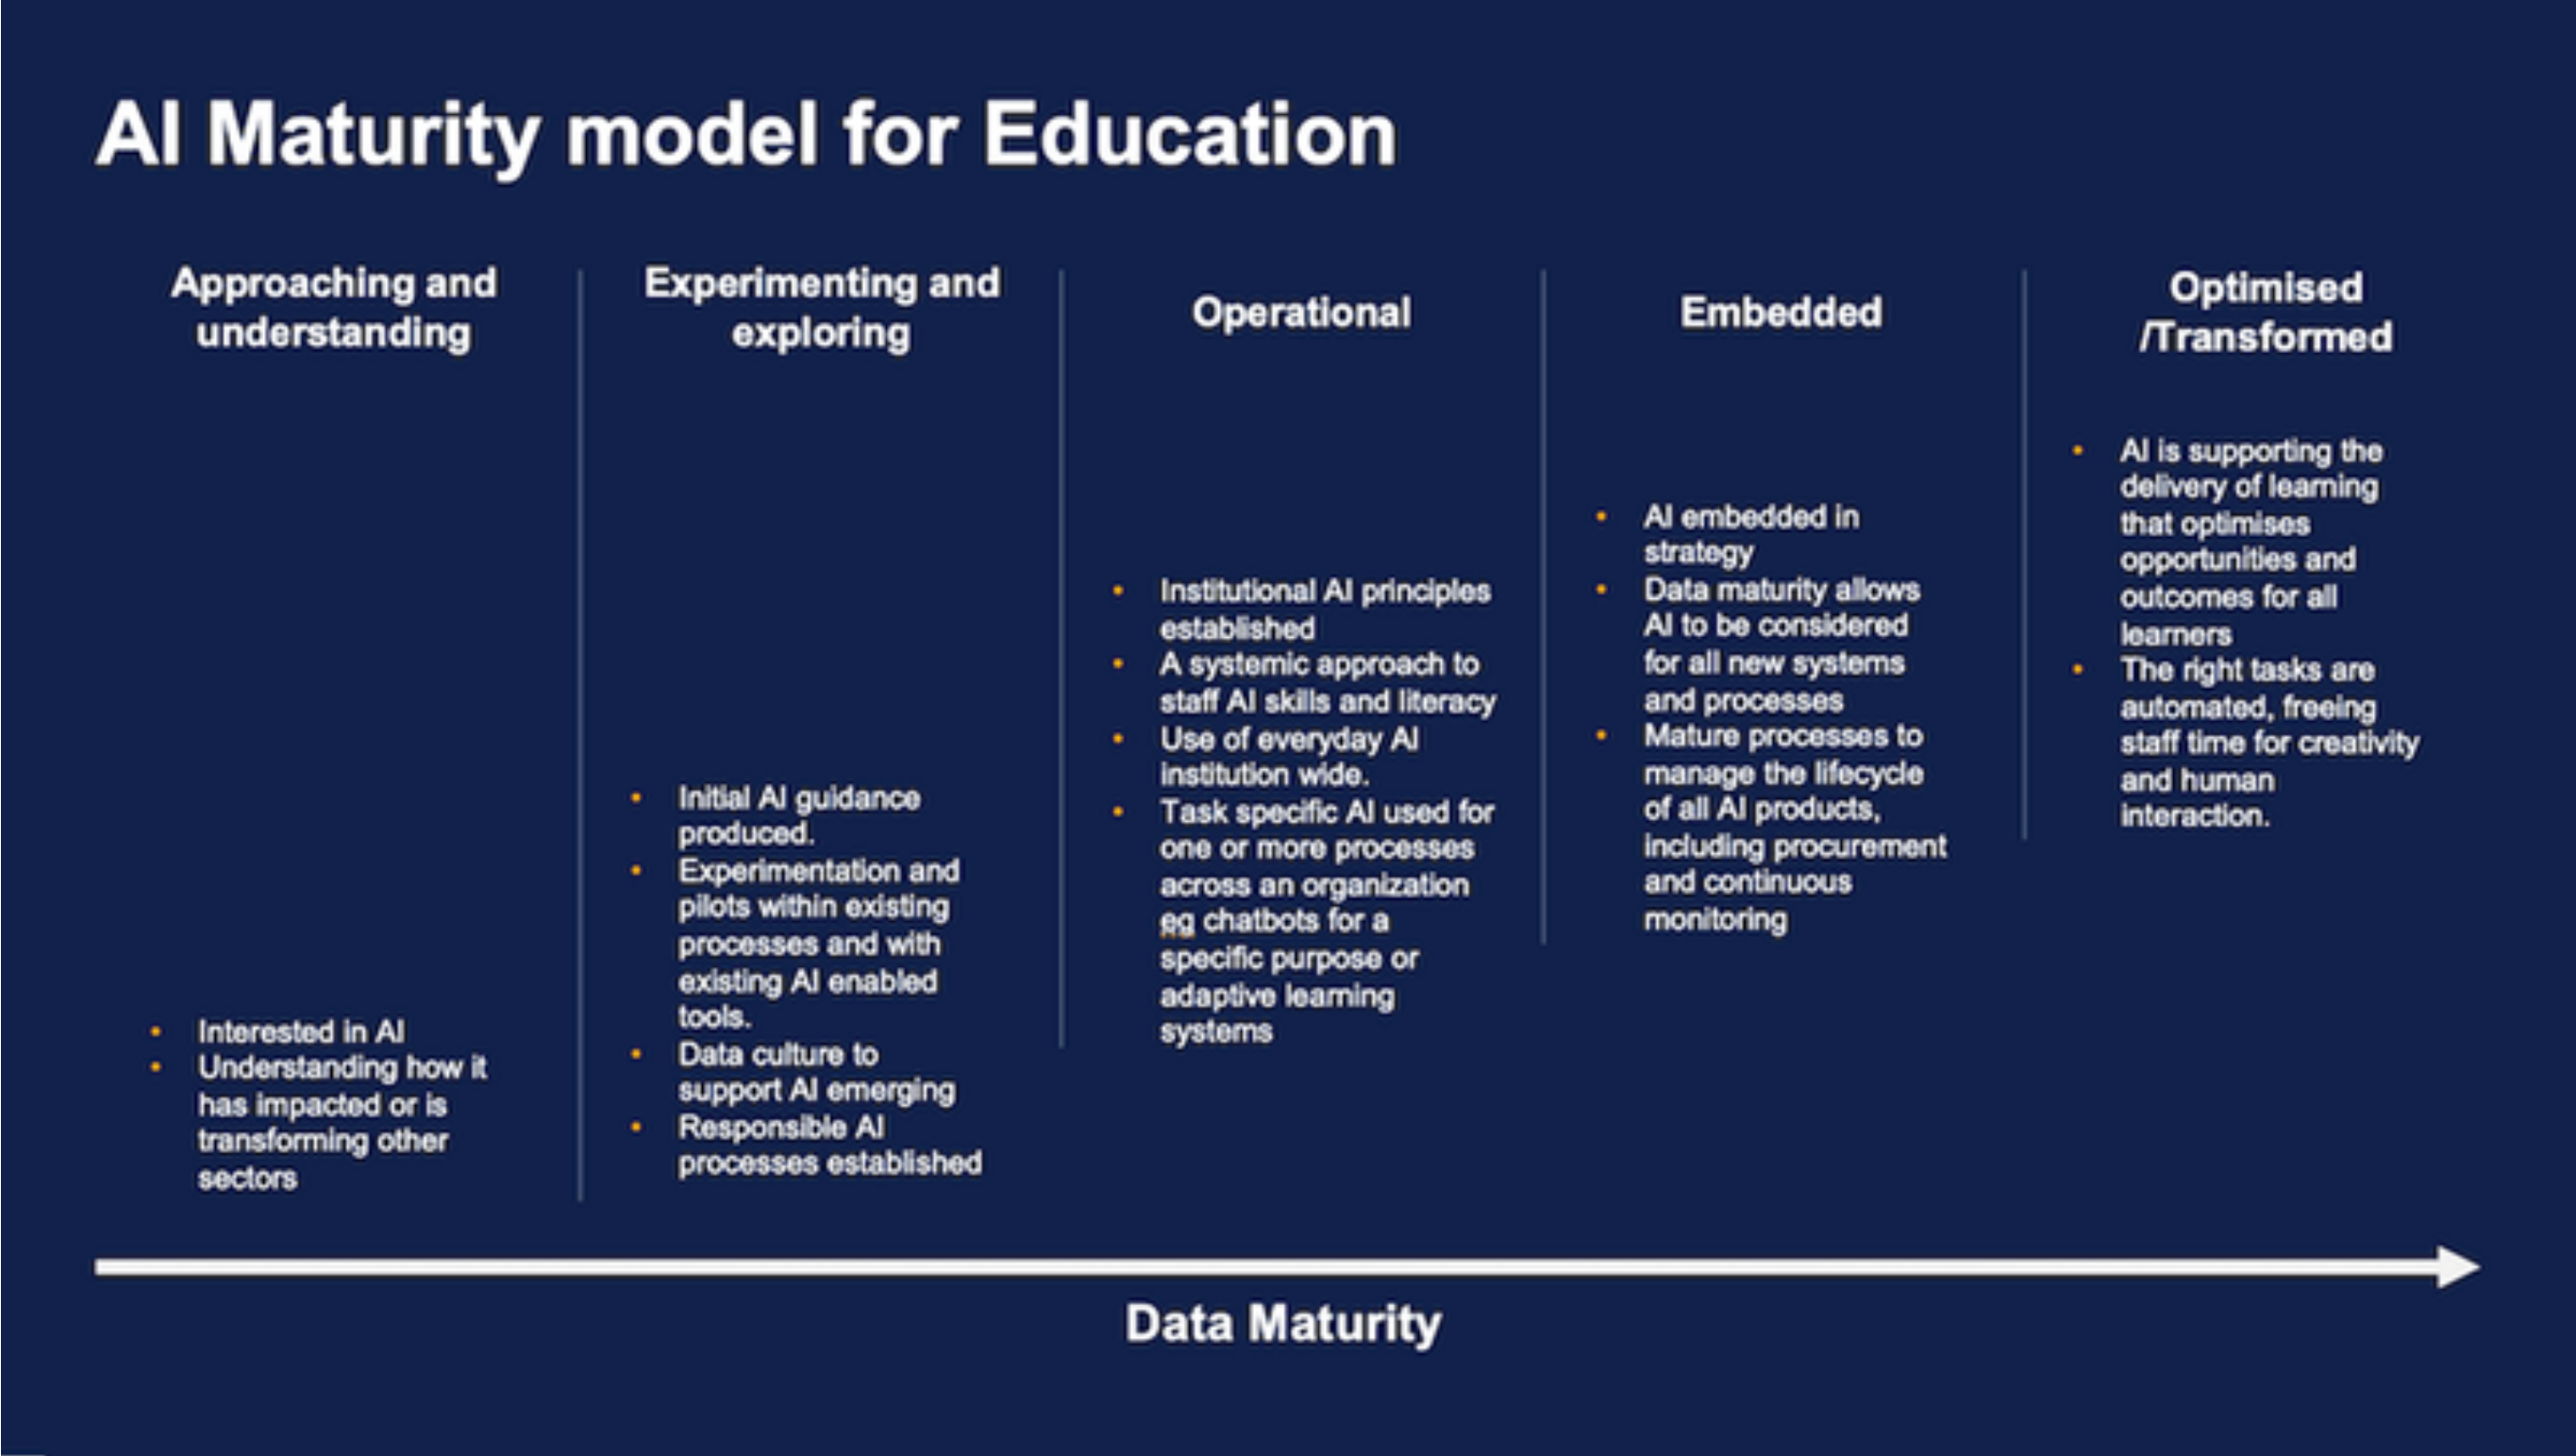 AI Maturity model for Education
Approaching and
understanding
• Interested in AI
• Understanding how it
has impacted or is
transforming other
sectors
Experimenting and
exploring
• Initial AI guidance
produced.
• Experimentation and
pilots within existing
processes and with
existing AI enabled
tools.
• Data culture to
support AI emerging
• Responsible AI
processes established
Operational
• Institutional AI principles
established
• A systemic approach to
staff AI skills and literacy
• Use of everyday AI
institution wide.
• Task specific AI used for
one or more processes
across an organization
eg chatbots for a
specific purpose or
adaptive learning
systems
Embedded
• AI embedded in
strategy
• Data maturity allows
AI to be considered
for all new systems
and processes
• Mature processes to
manage the lifecycle
of all AI products,
including procurement
and continuous
monitoring
Optimised
/Transformed
• AI is supporting the
delivery of learning
that optimises
opportunities and
outcomes for all
learners
• The right tasks are
automated, freeing
staff time for creativity
and human
interaction.
Data Maturity